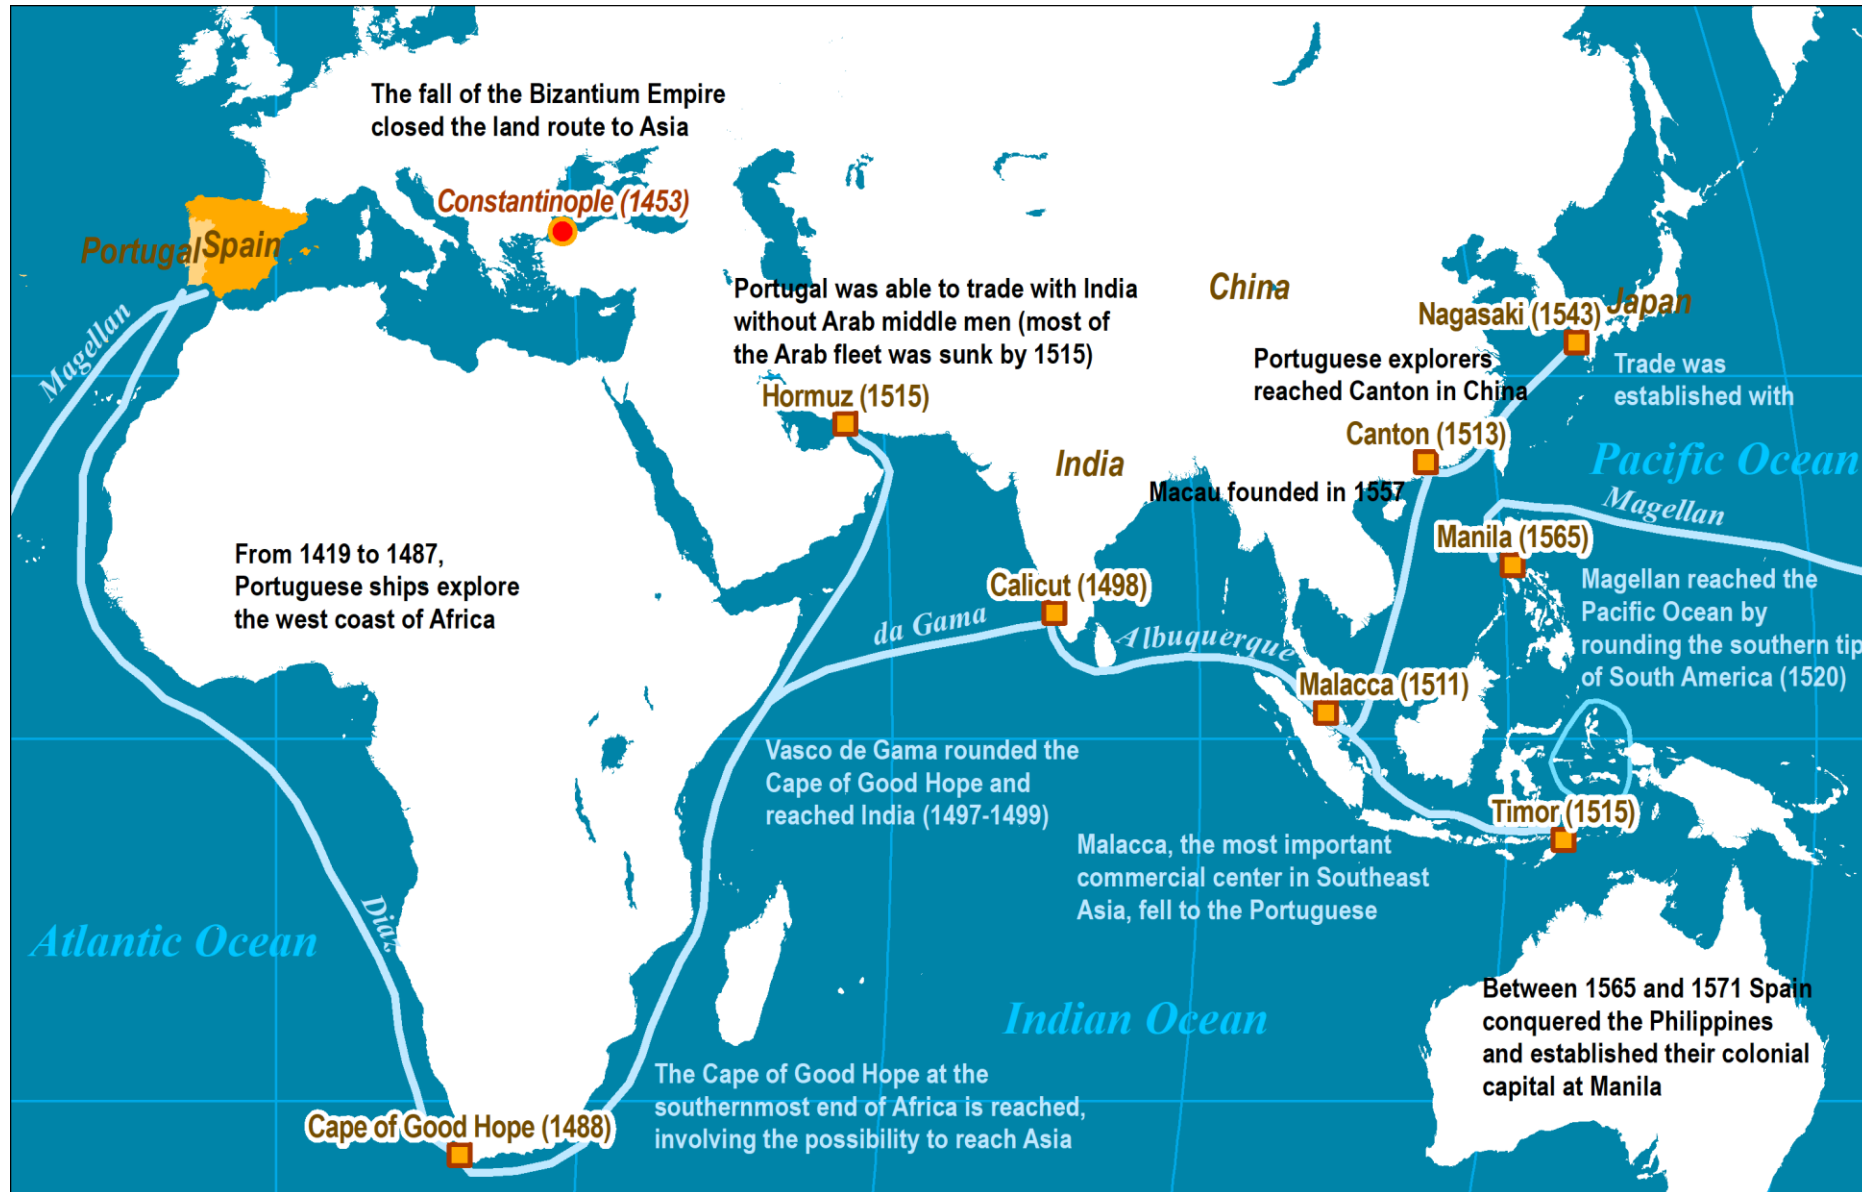 The fall of the Bizantium Empire
closed the land route to Asia
Constantinople (1453)
Portugal
Spain
Magellan
China
Japan
Nagasaki (1543)
Portugal was able to trade with India
without Arab middle men (most of
the Arab fleet was sunk by 1515)
Hormuz (1515)
Portuguese explorers
reached Canton in China
Trade was
established with
Canton (1513)
India
Pacific Ocean
Macau founded in 1557
Magellan
Manila (1565)
From 1419 to 1487,
Portuguese ships explore
the west coast of Africa
Calicut (1498)
da Gama
Albuquerque
Magellan reached the
Pacific Ocean by
rounding the southern tip
of South America (1520)
Malacca (1511)
Vasco de Gama rounded the
Cape of Good Hope and
reached India (1497-1499)
Timor (1515)
Malacca, the most important
commercial center in Southeast
Asia, fell to the Portuguese
Diaz
Atlantic Ocean
Indian Ocean
Between 1565 and 1571 Spain
conquered the Philippines
and established their colonial
capital at Manila
The Cape of Good Hope at the
southernmost end of Africa is reached,
involving the possibility to reach Asia
Cape of Good Hope (1488)